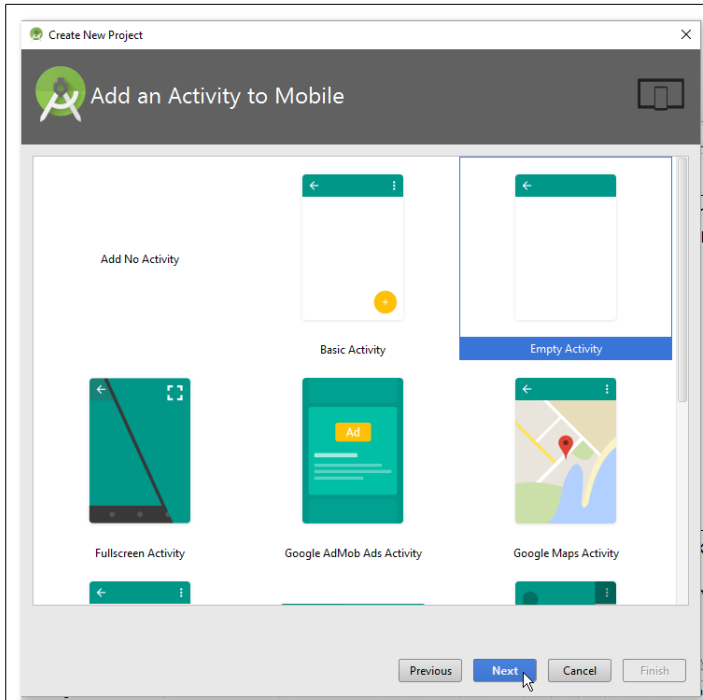 Create New Project
Add an Activity to Mobile
Add No Activity
Basic Activity
Empty Activity
Ad
Fullscreen Activity
Google AdMob Ads Activity
Google Maps Activity
Previous
Next
Cancel
Finish